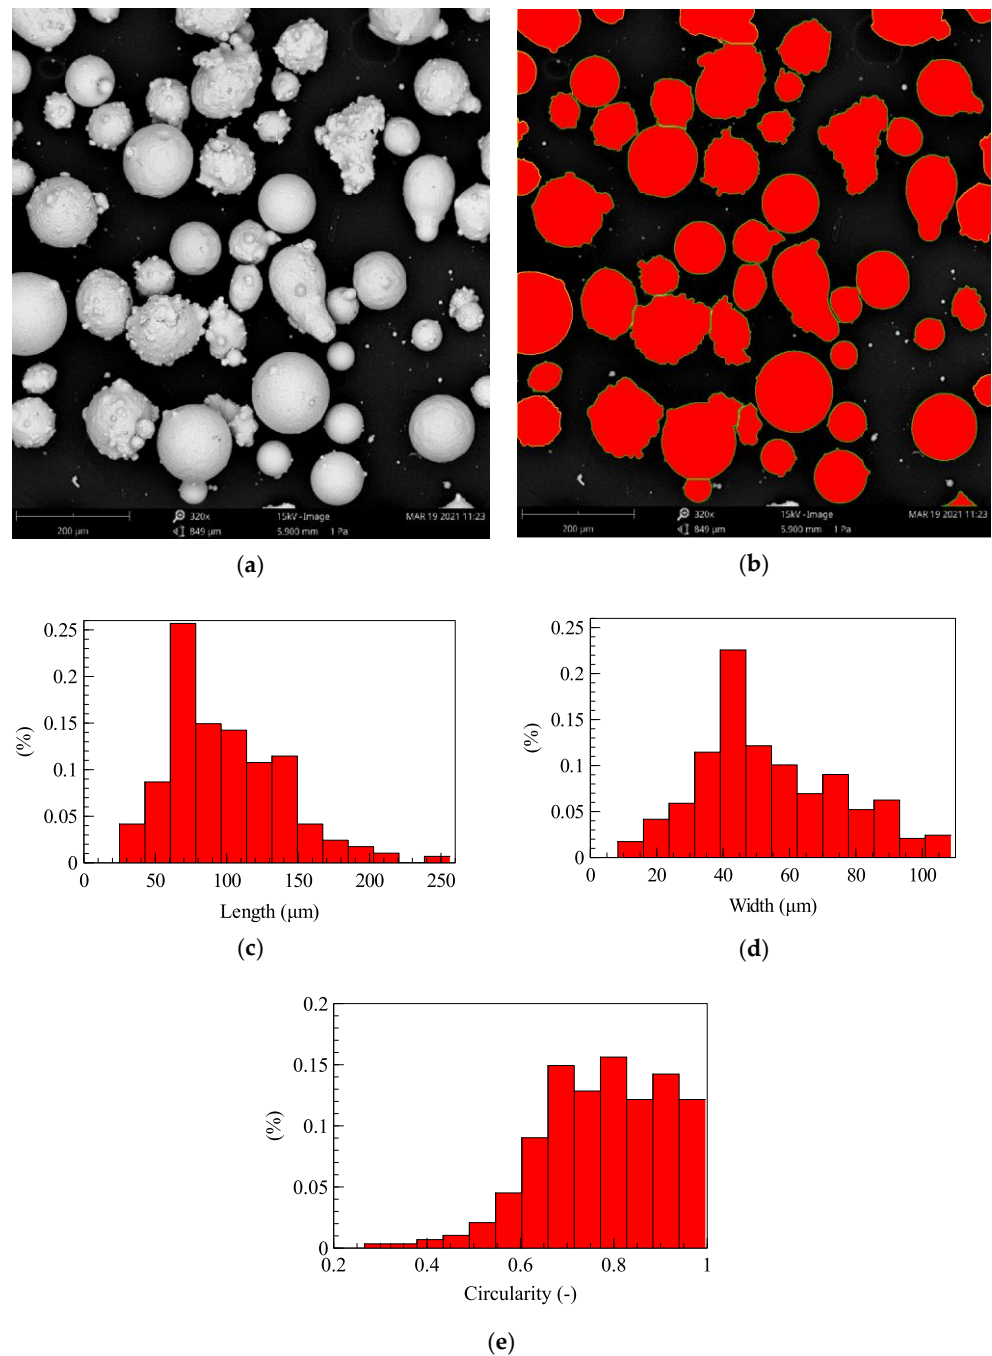 320x 15kV - Image MAR 19 2021 11:23
200 μm 849 μm 5.900 mm 1 Pa
320x 15kV - Image MAR 19 2021 11:23
200 μm 849 μm 5.900 mm 1 Pa
(a)
(b)
0.25
0.2
0.15
0.1
0.05
0
(%)
0 50 100 150 200 250
Length (μm)
(c)
0.25
0.2
0.15
0.1
0.05
0
(%)
0 20 40 60 80 100
Width (μm)
(d)
0.2
0.15
0.1
0.05
0
(%)
0.2 0.4 0.6 0.8 1
Circularity (-)
(e)